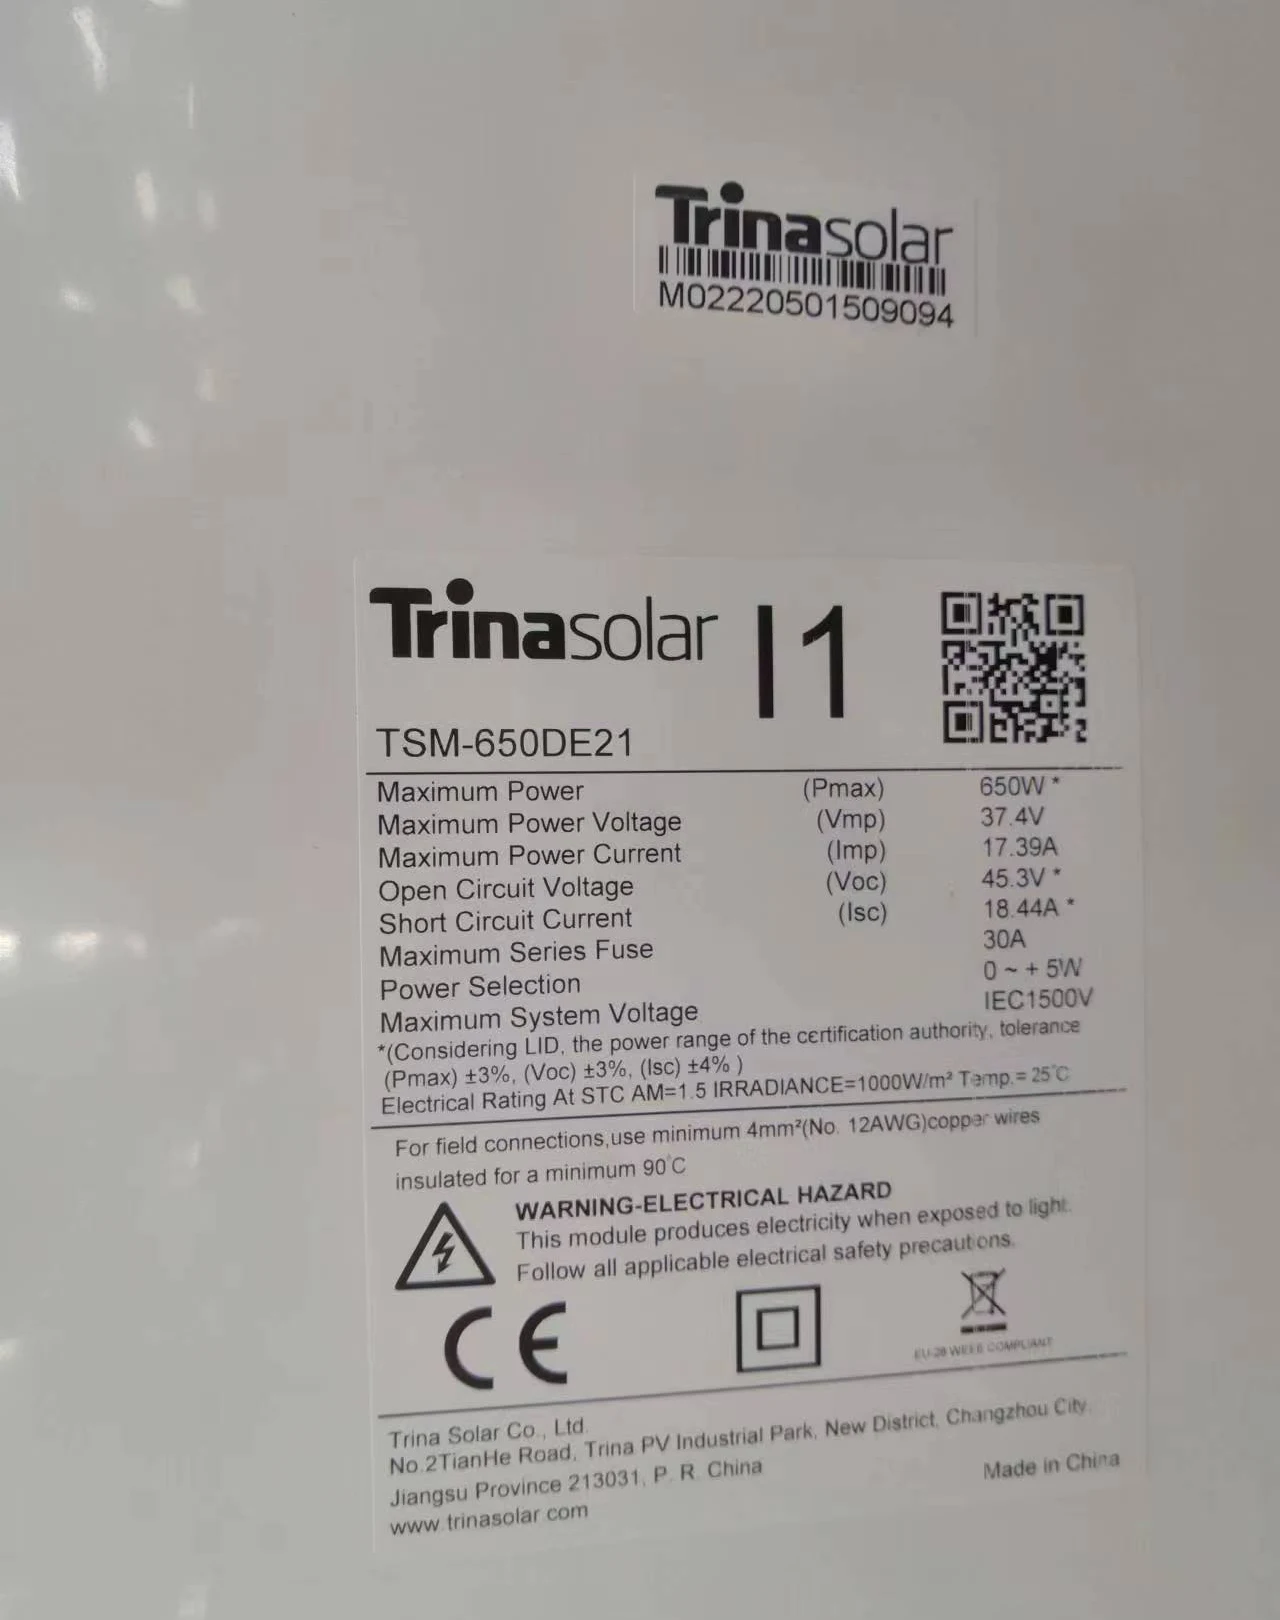 Trinasolar
M02220501509094
Trinasolar I1
TSM-650DE21
Maximum Power (Pmax) 650W *
Maximum Power Voltage (Vmp) 37.4V
Maximum Power Current (Imp) 17.39A
Open Circuit Voltage (Voc) 45.3V *
Short Circuit Current (Isc) 18.44A *
Maximum Series Fuse 30A
Power Selection 0 ~ + 5W
Maximum System Voltage IEC1500V
*(Considering LID, the power range of the certification authority, tolerance
(Pmax) ±3%, (Voc) ±3%, (Isc) ±4% )
Electrical Rating At STC AM=1.5 IRRADIANCE=1000W/m² Temp.= 25°C
For field connections,use minimum 4mm²(No. 12AWG)copper wires
insulated for a minimum 90°C
WARNING-ELECTRICAL HAZARD
This module produces electricity when exposed to light.
Follow all applicable electrical safety precautions.
CE
EU-28 WEEE COMPLIANT
Trina Solar Co., Ltd.
No.2TianHe Road, Trina PV Industrial Park, New District, Changzhou City,
Jiangsu Province 213031, P. R. China
Made in China
www.trinasolar.com